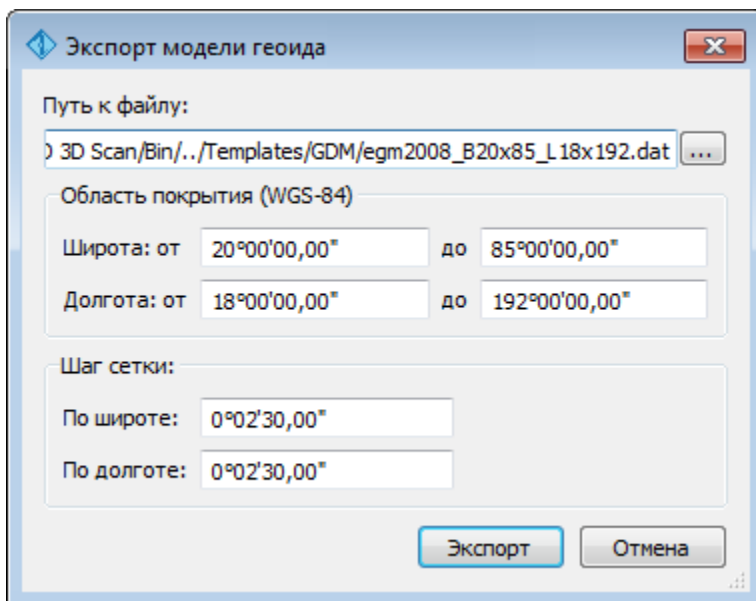 Экспорт модели геоида
Путь к файлу:
3D Scan/Bin/../Templates/GDM/egm2008_B20x85_L18x192.dat ...
Область покрытия (WGS-84)
Широта: от 20°00'00,00" до 85°00'00,00"
Долгота: от 18°00'00,00" до 192°00'00,00"
Шаг сетки:
По широте: 0°02'30,00"
По долготе: 0°02'30,00"
Экспорт Отмена